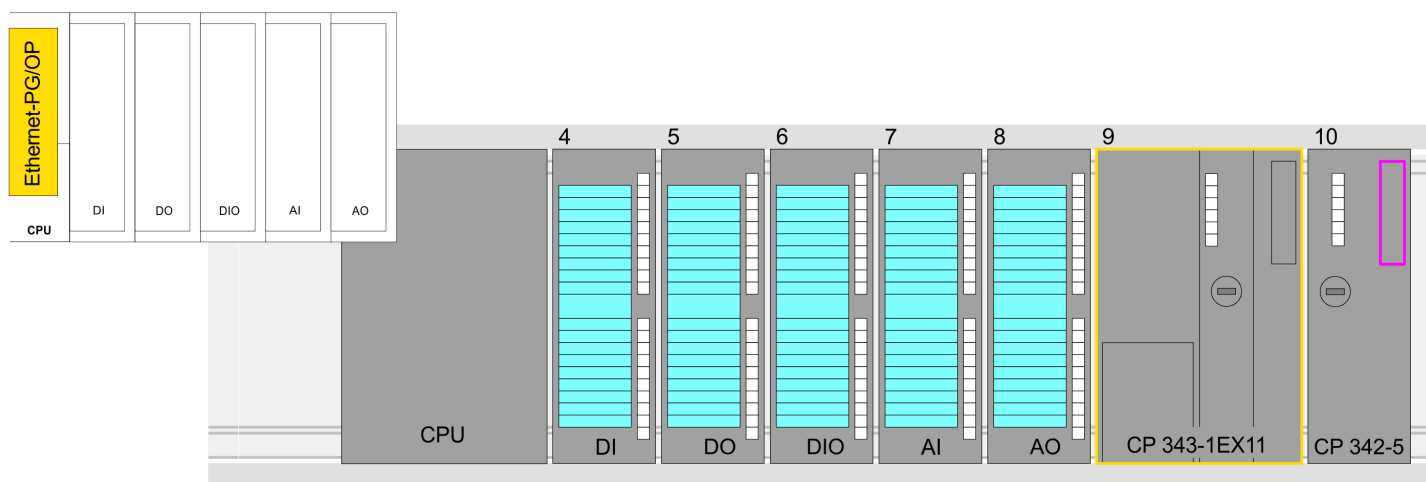 Ethernet-PG/OP
CPU
DI
DO
DIO
AI
AO
4
5
6
7
8
9
10
CPU
DI
DO
DIO
AI
AO
CP 343-1EX11
CP 342-5